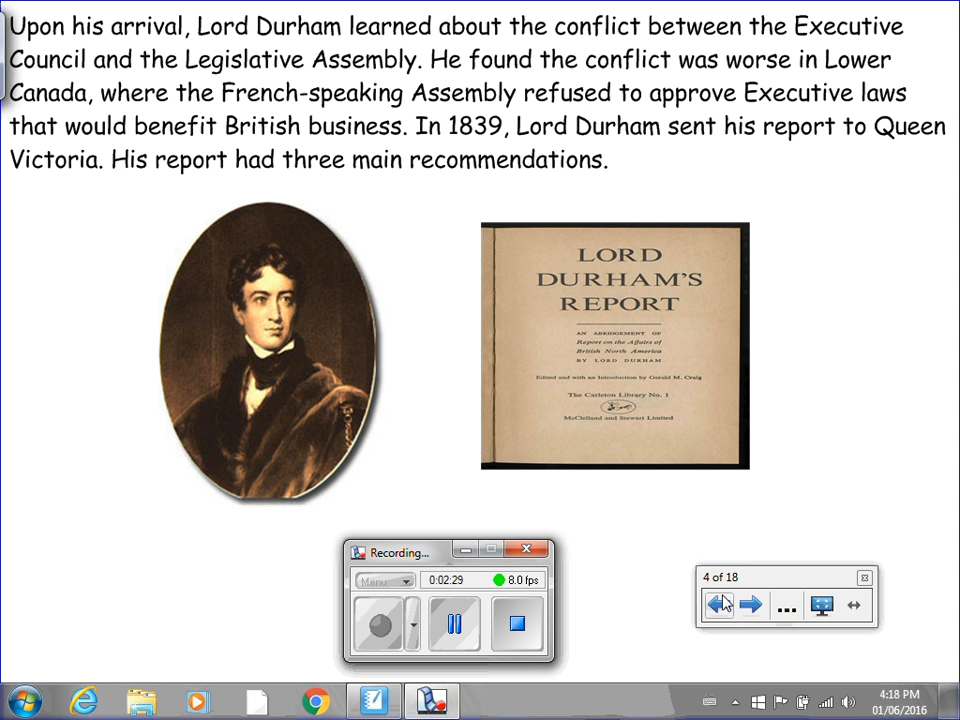 Upon his arrival, Lord Durham learned about the conflict between the Executive
Council and the Legislative Assembly. He found the conflict was worse in Lower
Canada, where the French-speaking Assembly refused to approve Executive laws
that would benefit British business. In 1839, Lord Durham sent his report to Queen
Victoria. His report had three main recommendations.
LORD
DURHAM'S
REPORT
AN ABRIDGEMENT OF
Report on the Affairs of
British North America
BY LORD DURHAM
Edited and with an Introduction by Gerald M. Craig
The Carleton Library No. 1
McClelland and Stewart Limited
Recording...
Menu
0:02:29
8.0 fps
4 of 18
...
4:18 PM
01/06/2016